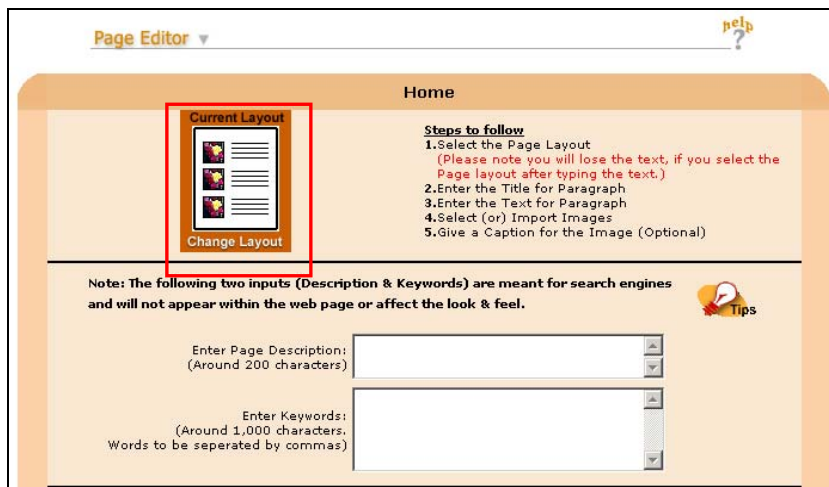 Page Editor
help
?
Home
Current Layout
Change Layout
Steps to follow
1.Select the Page Layout
(Please note you will lose the text, if you select the
Page layout after typing the text.)
2.Enter the Title for Paragraph
3.Enter the Text for Paragraph
4.Select (or) Import Images
5.Give a Caption for the Image (Optional)
Note: The following two inputs (Description & Keywords) are meant for search engines
and will not appear within the web page or affect the look & feel.
Tips
Enter Page Description:
(Around 200 characters)
Enter Keywords:
(Around 1,000 characters.
Words to be seperated by commas)